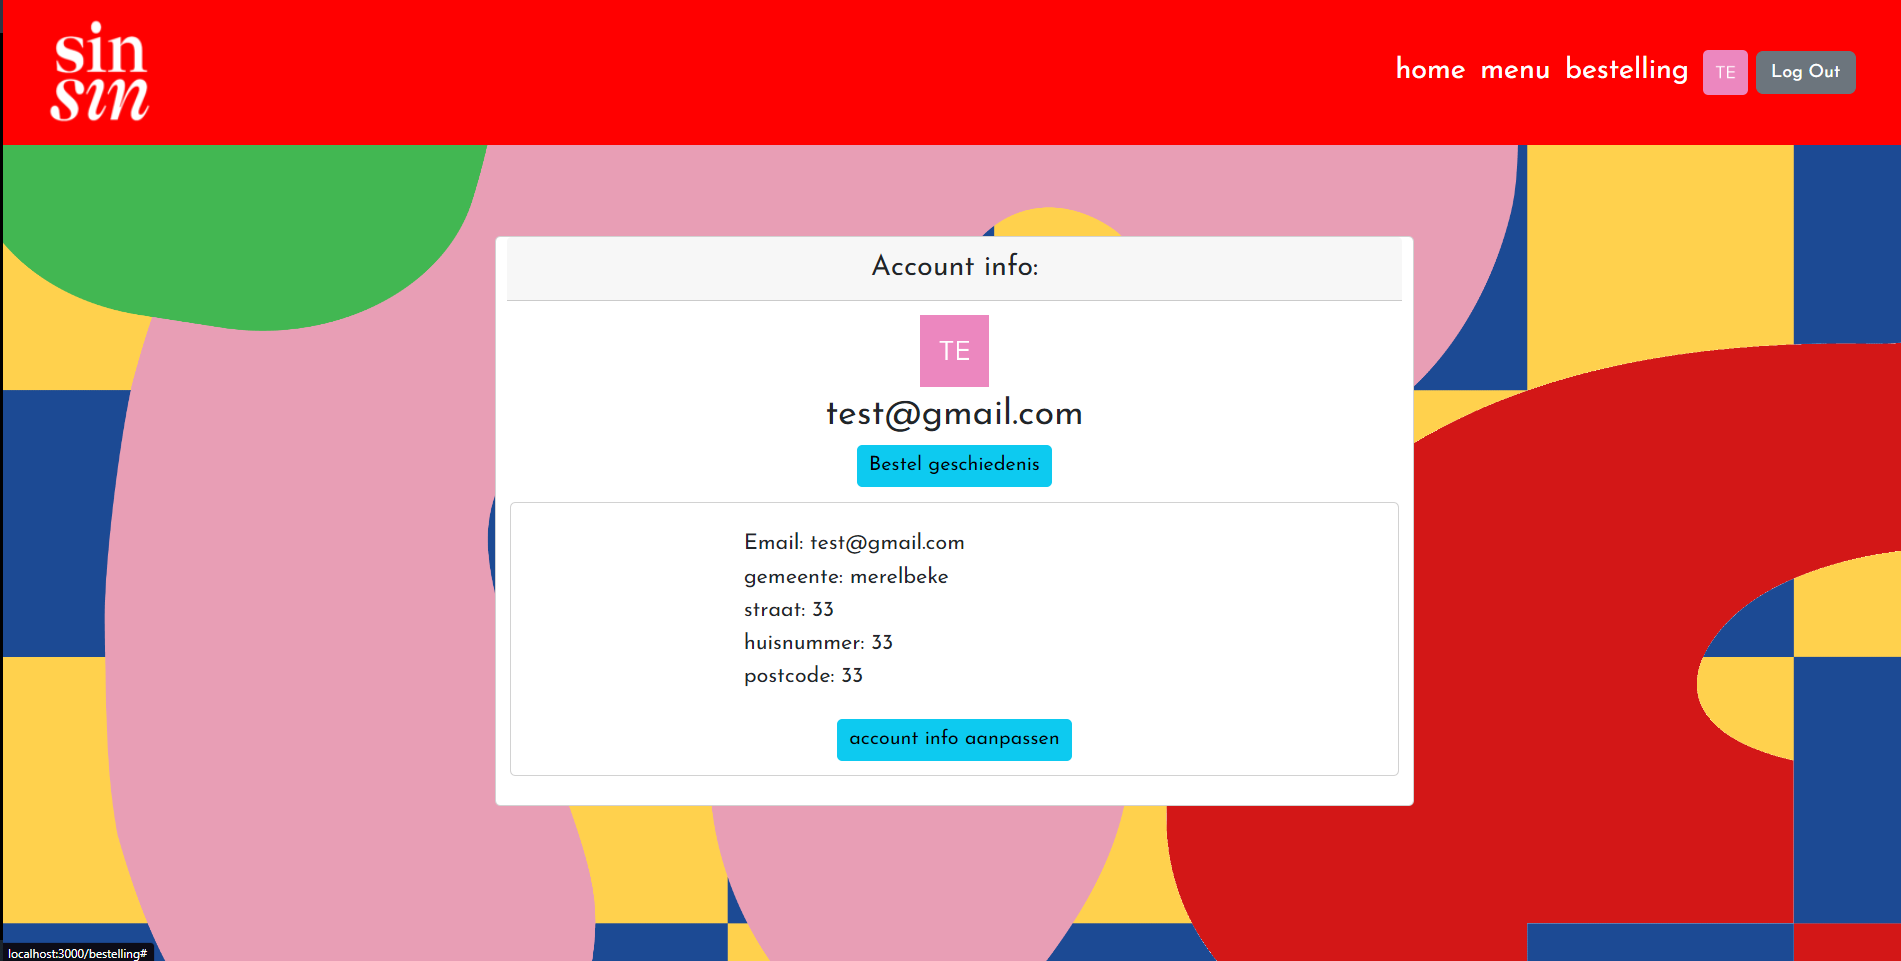 sin
sin
home menu bestelling TE Log Out
Account info:
TE
test@gmail.com
Bestel geschiedenis
Email: test@gmail.com
gemeente: merelbeke
straat: 33
huisnummer: 33
postcode: 33
account info aanpassen
localhost:3000/bestelling#